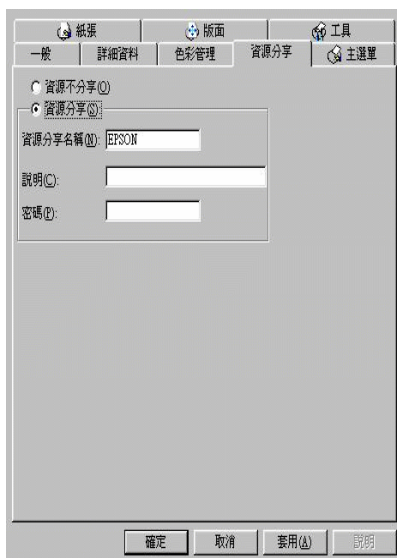 紙張 版面 工具
一般 詳細資料 色彩管理 資源分享 主選單
資源不分享(O)
資源分享(S)
資源分享名稱(N): EPSON
說明(C):
密碼(P):
確定 取消 套用(A) 說明